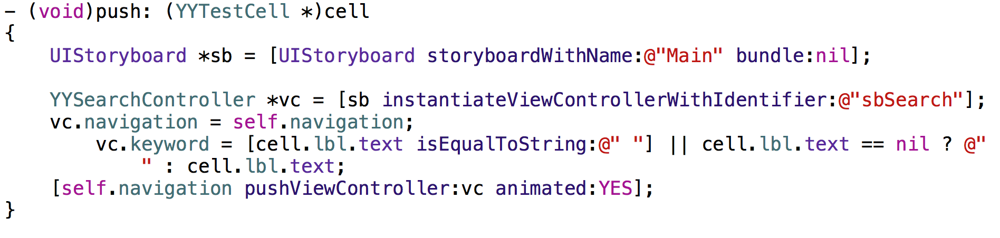 - (void)push: (YYTestCell *)cell
{
    UIStoryboard *sb = [UIStoryboard storyboardWithName:@"Main" bundle:nil];

    YYSearchController *vc = [sb instantiateViewControllerWithIdentifier:@"sbSearch"];
    vc.navigation = self.navigation;
        vc.keyword = [cell.lbl.text isEqualToString:@" "] || cell.lbl.text == nil ? @"
            " : cell.lbl.text;
    [self.navigation pushViewController:vc animated:YES];
}